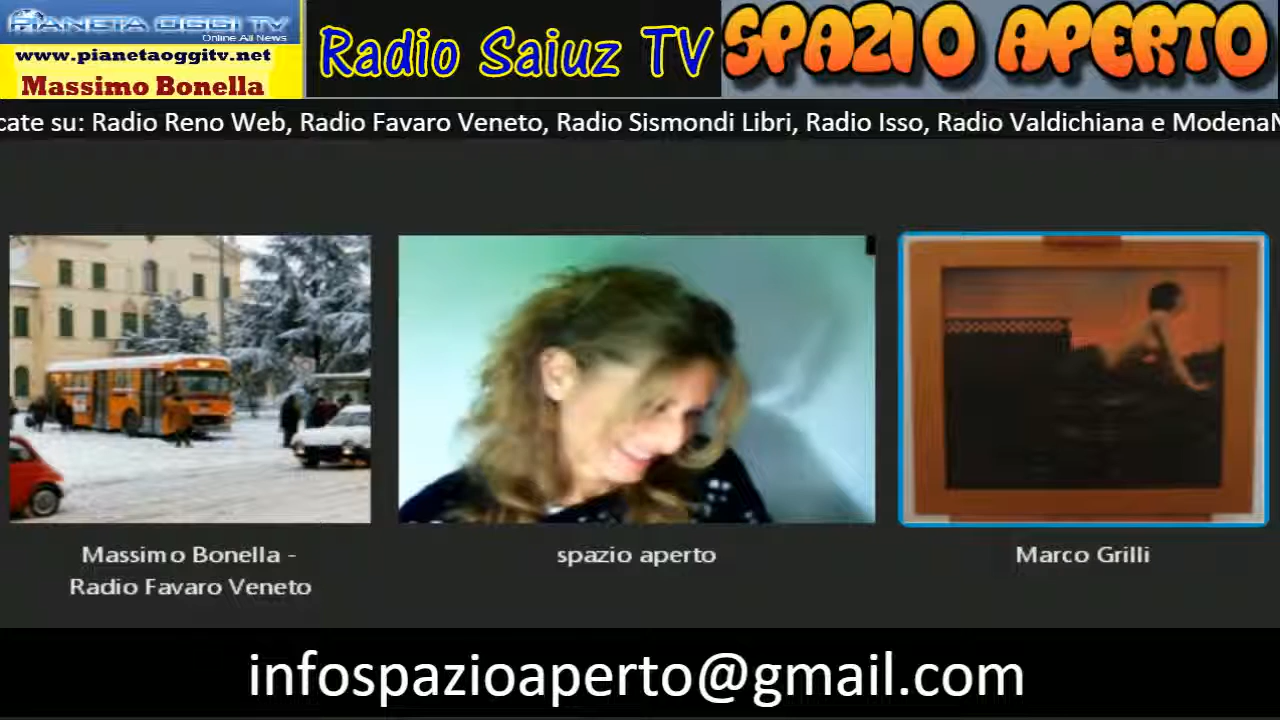 PIANETA OGGI TV
Online All News
www.pianetaoggitv.net
Massimo Bonella
Radio Saiuz TV
SPAZIO APERTO
cate su: Radio Reno Web, Radio Favaro Veneto, Radio Sismondi Libri, Radio Isso, Radio Valdichiana e ModenaN
Massimo Bonella -
Radio Favaro Veneto
spazio aperto
Marco Grilli
infospazioaperto@gmail.com